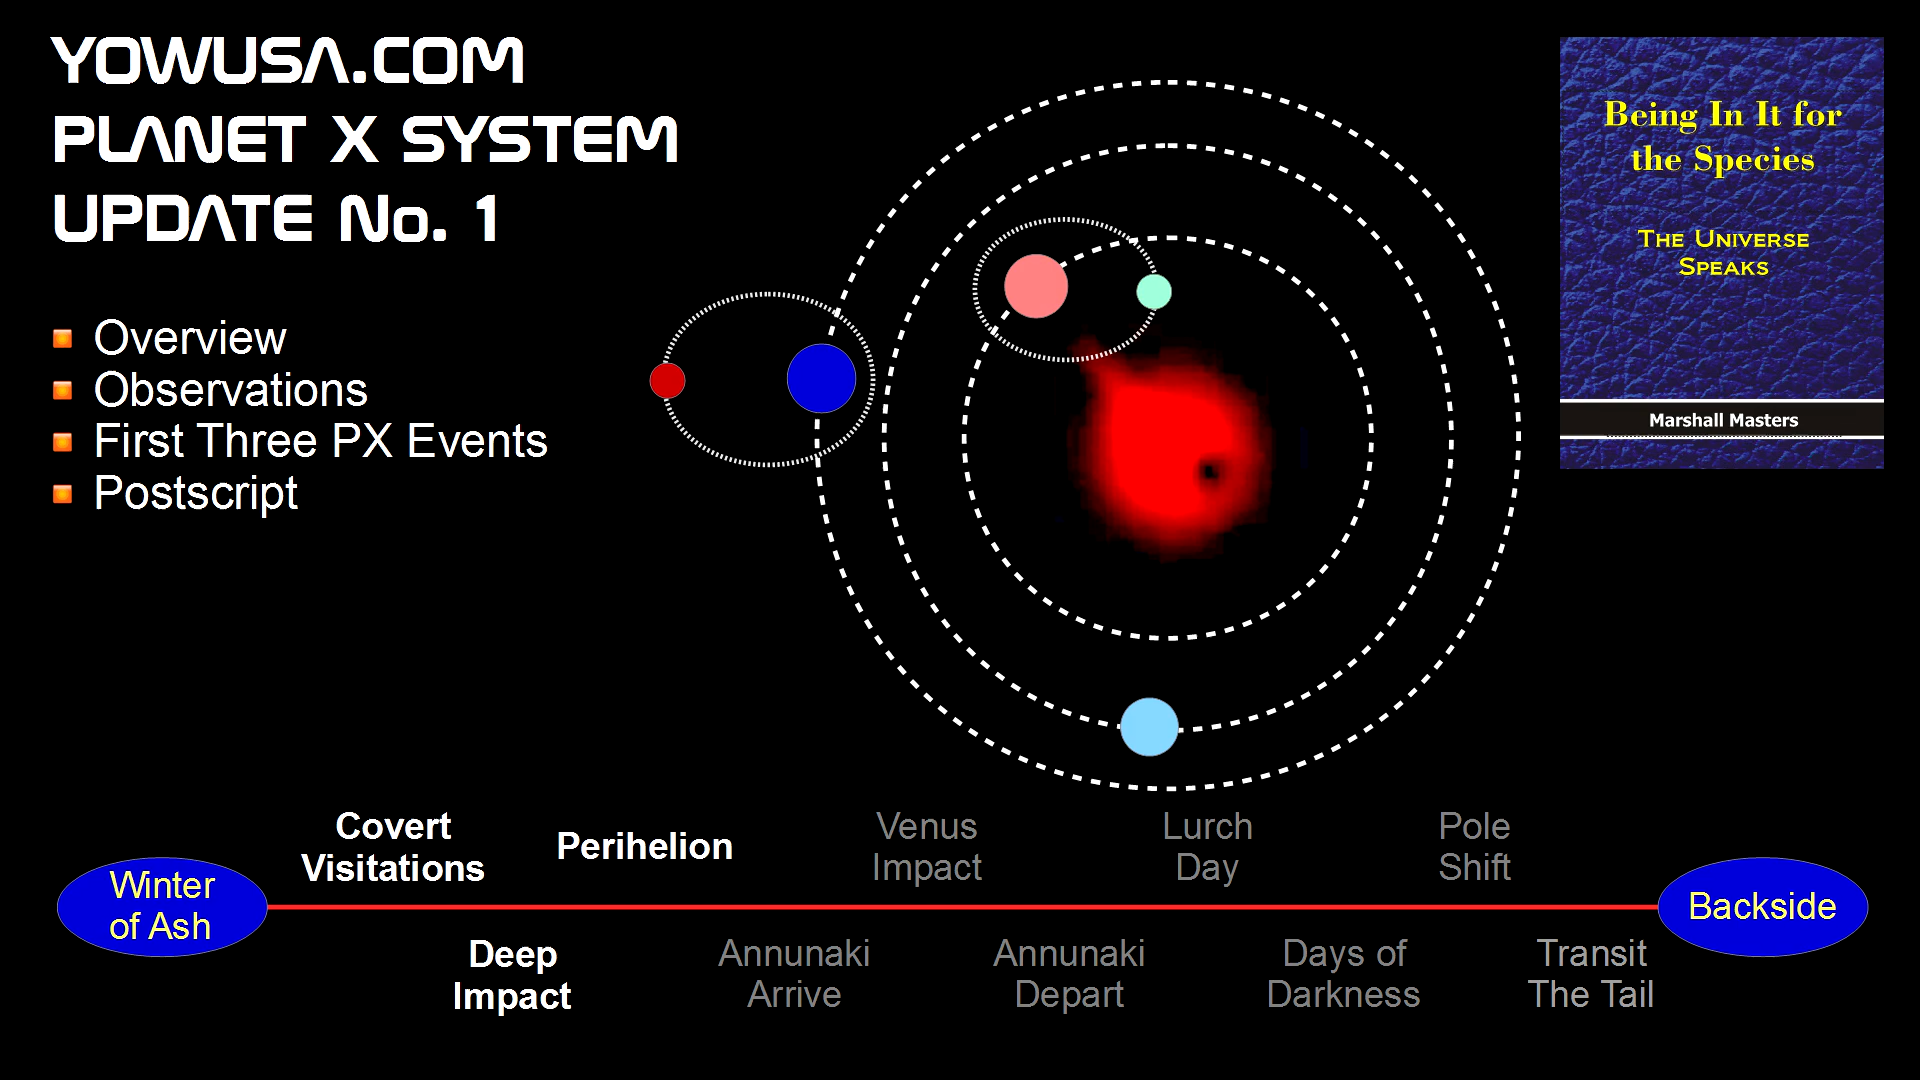 YOWUSA.COM
PLANET X SYSTEM
UPDATE No. 1
Overview
Observations
First Three PX Events
Postscript
Being In It for
the Species
The Universe
Speaks
Marshall Masters
Covert
Visitations
Perihelion
Venus
Impact
Lurch
Day
Pole
Shift
Winter
of Ash
Backside
Deep
Impact
Annunaki
Arrive
Annunaki
Depart
Days of
Darkness
Transit
The Tail